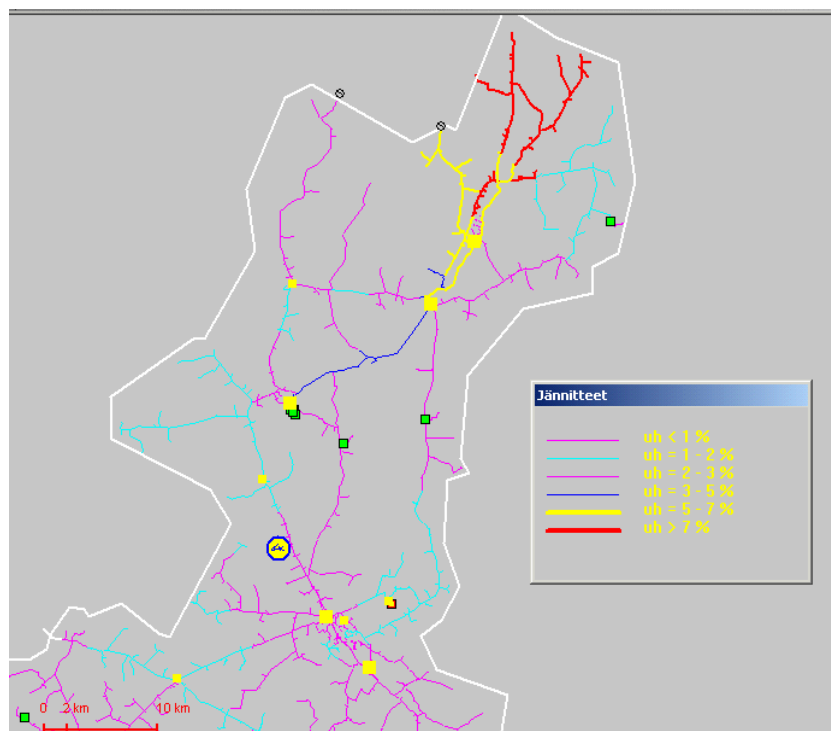 Jännitteet
uh < 1 %
uh = 1 - 2 %
uh = 2 - 3 %
uh = 3 - 5 %
uh = 5 - 7 %
uh > 7 %
0 2 km 10 km